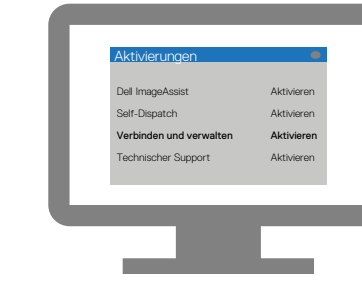 Aktivierungen
Dell ImageAssist Aktivieren
Self-Dispatch Aktivieren
Verbinden und verwalten Aktivieren
Technischer Support Aktivieren